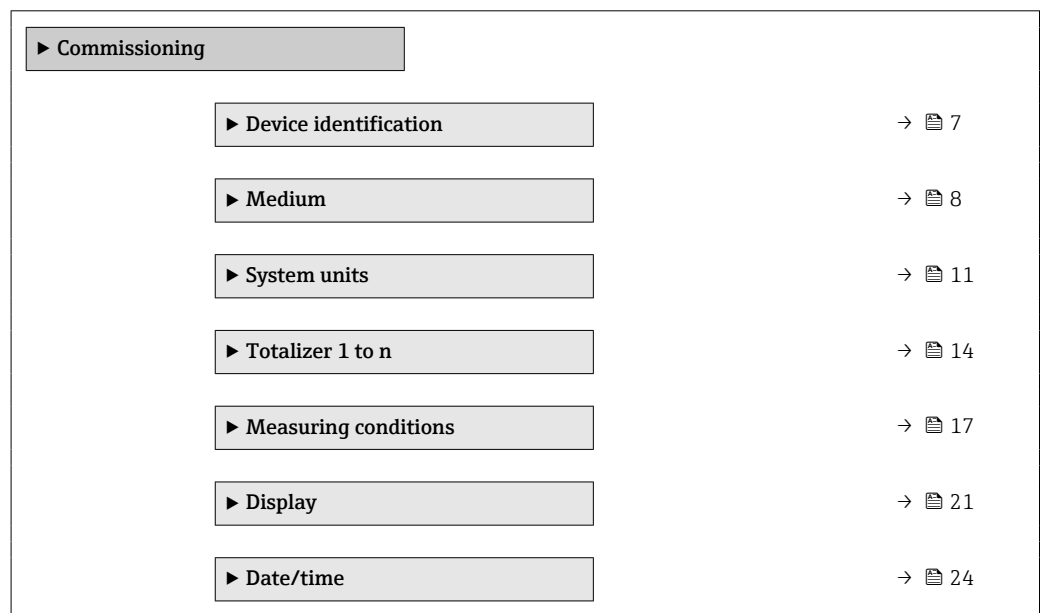 ▶ Commissioning
▶ Device identification → 7
▶ Medium → 8
▶ System units → 11
▶ Totalizer 1 to n → 14
▶ Measuring conditions → 17
▶ Display → 21
▶ Date/time → 24